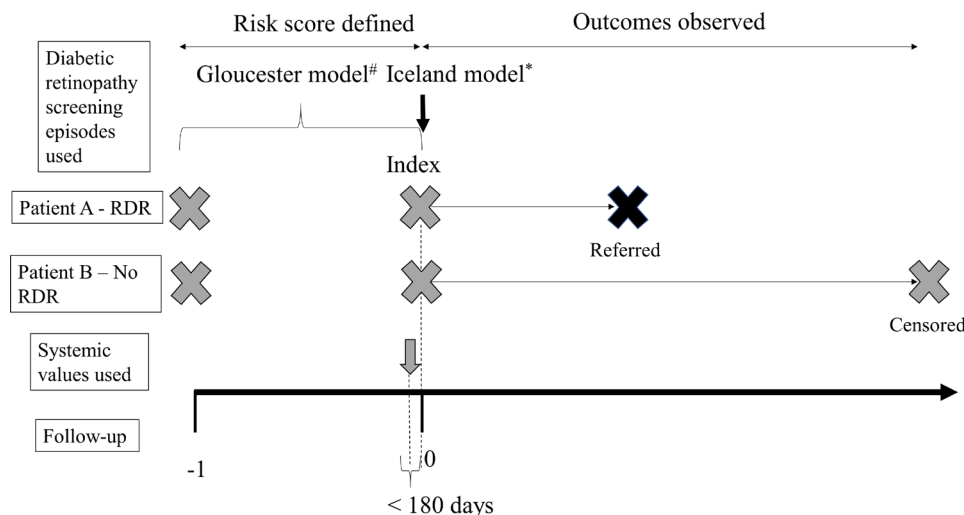 Risk score defined
Outcomes observed
Diabetic
retinopathy
screening
episodes
used
Gloucester model#
Iceland model*
Index
Patient A - RDR
Referred
Patient B – No
RDR
Censored
Systemic
values used
Follow-up
-1
0
< 180 days